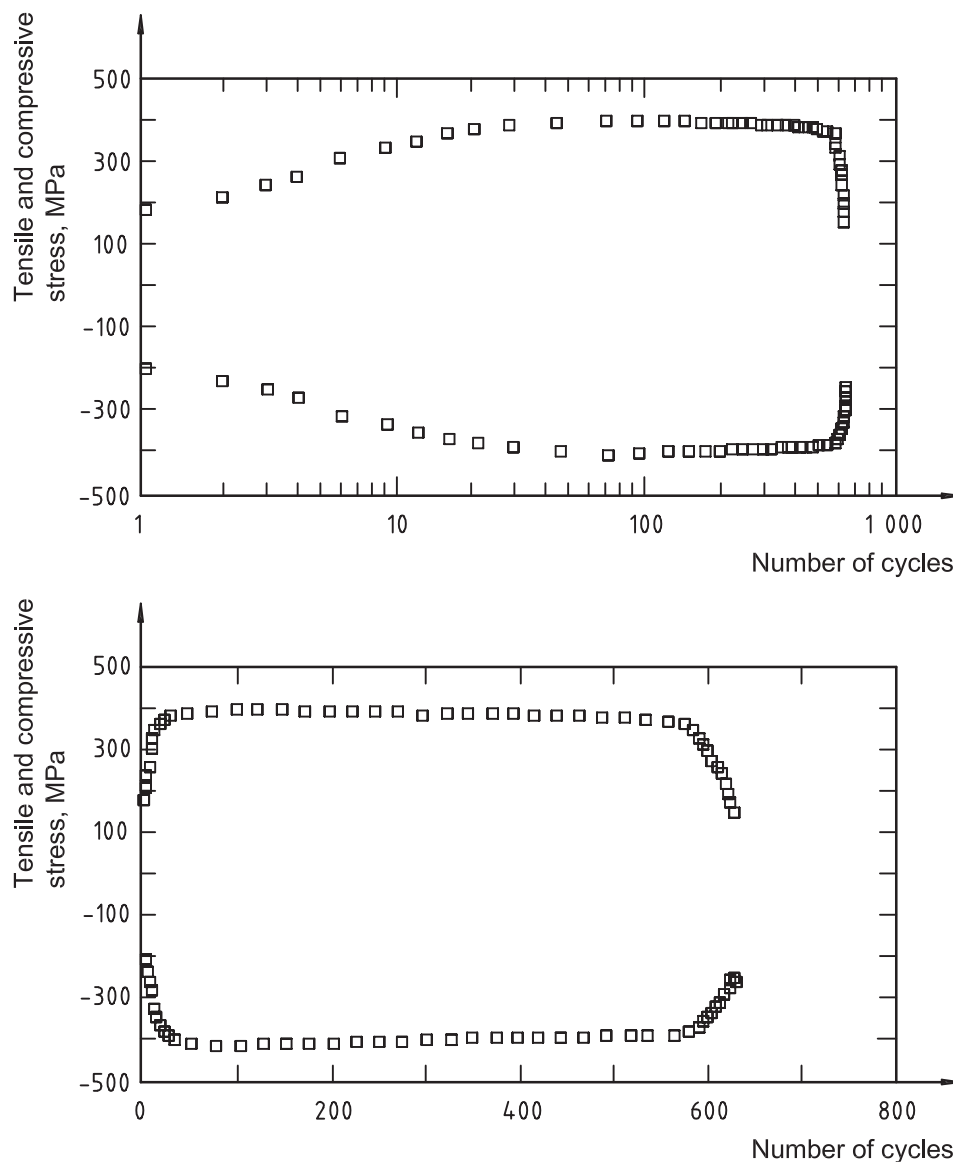 Tensile and compressive
stress, MPa
500
300
100
-100
-300
-500
1 10 100 1 000
Number of cycles
Tensile and compressive
stress, MPa
500
300
100
-100
-300
-500
0 200 400 600 800
Number of cycles